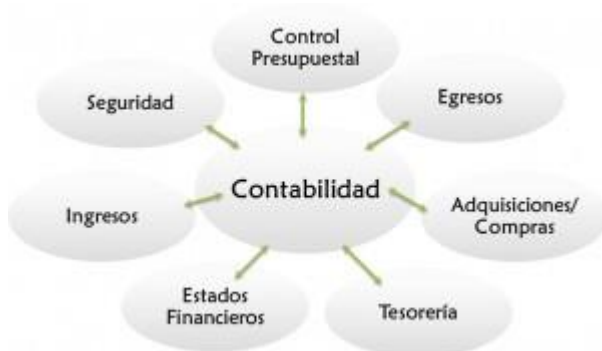 Control
Presupuestal
Seguridad
Egresos
Contabilidad
Ingresos
Adquisiciones/
Compras
Estados
Financieros
Tesorería